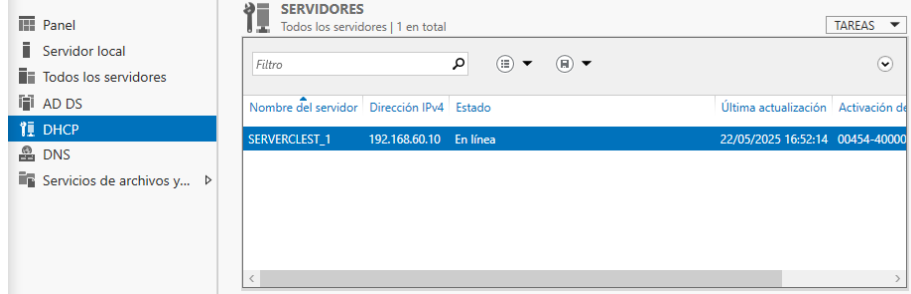 Panel
Servidor local
Todos los servidores
AD DS
DHCP
DNS
Servicios de archivos y...
SERVIDORES
Todos los servidores | 1 en total
TAREAS
Filtro
Nombre del servidor Dirección IPv4 Estado Última actualización Activación de
SERVERCLEST_1 192.168.60.10 En línea 22/05/2025 16:52:14 00454-40000